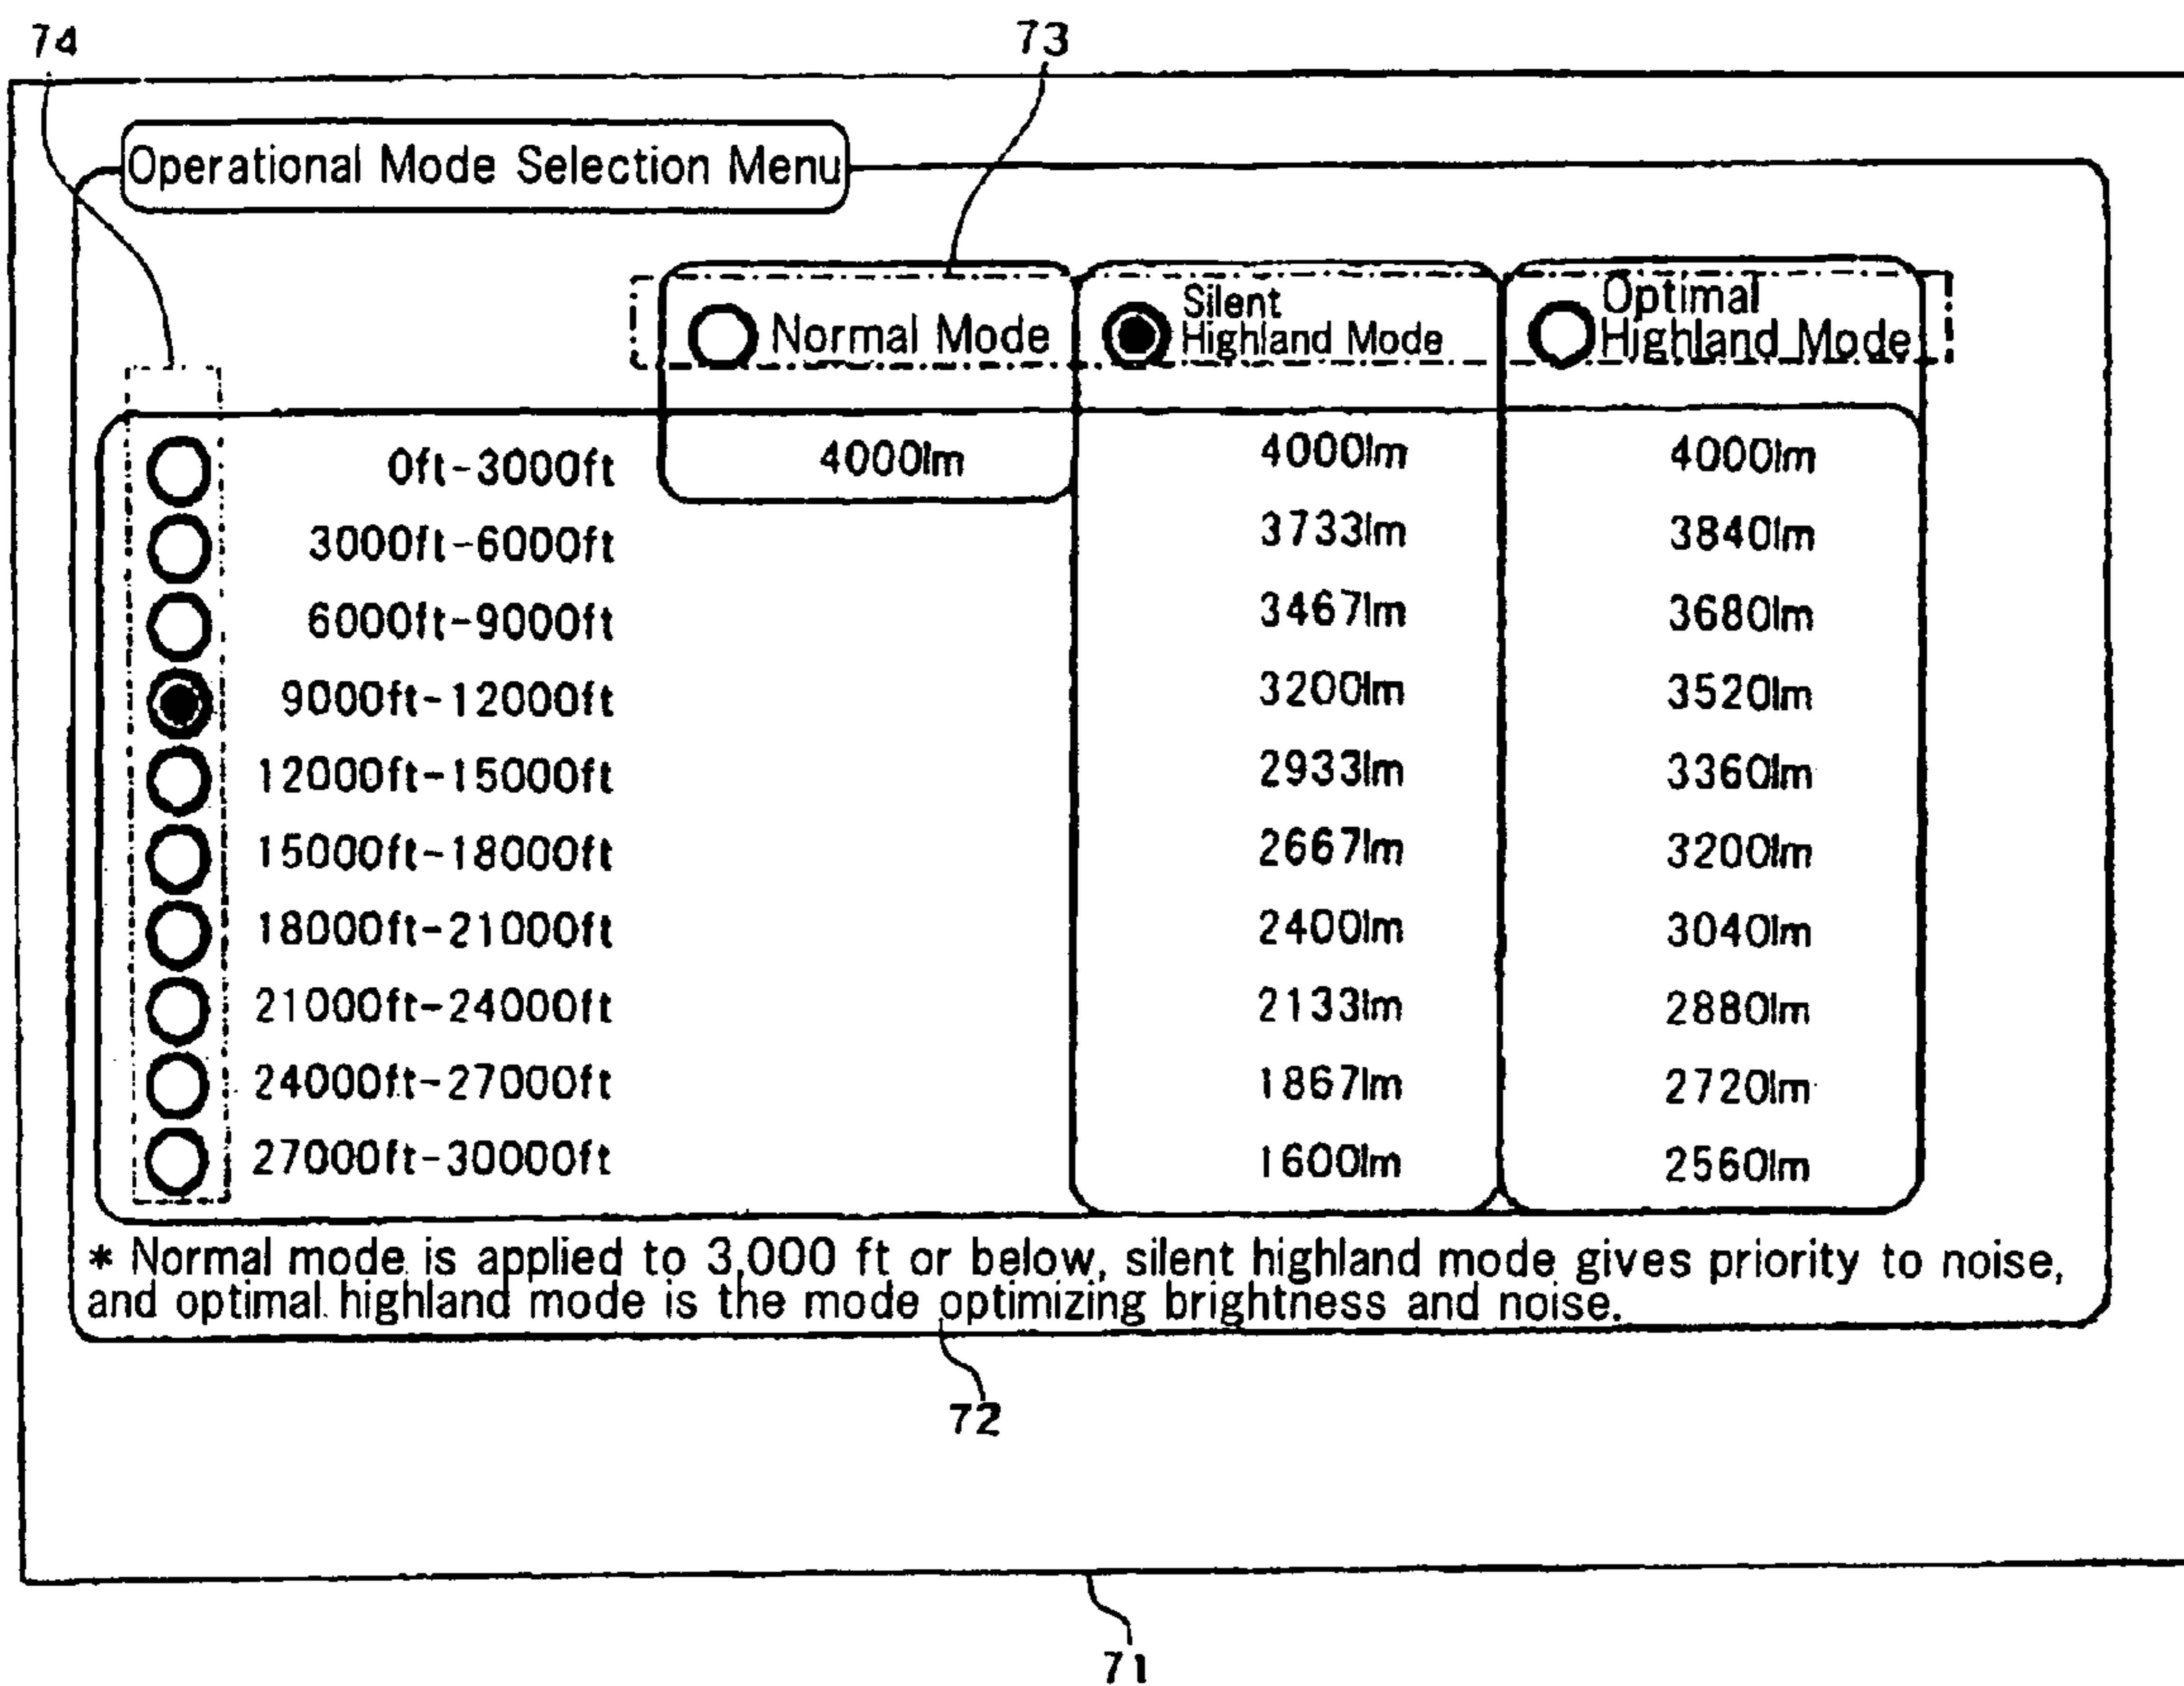 74
73
Operational Mode Selection Menu
Normal Mode
Silent
Highland Mode
Optimal
Highland Mode
0ft-3000ft 4000lm 4000lm 4000lm
3000ft-6000ft 3733lm 3840lm
6000ft-9000ft 3467lm 3680lm
9000ft-12000ft 3200lm 3520lm
12000ft-15000ft 2933lm 3360lm
15000ft-18000ft 2667lm 3200lm
18000ft-21000ft 2400lm 3040lm
21000ft-24000ft 2133lm 2880lm
24000ft-27000ft 1867lm 2720lm
27000ft-30000ft 1600lm 2560lm
* Normal mode is applied to 3,000 ft or below, silent highland mode gives priority to noise,
and optimal highland mode is the mode optimizing brightness and noise.
72
71